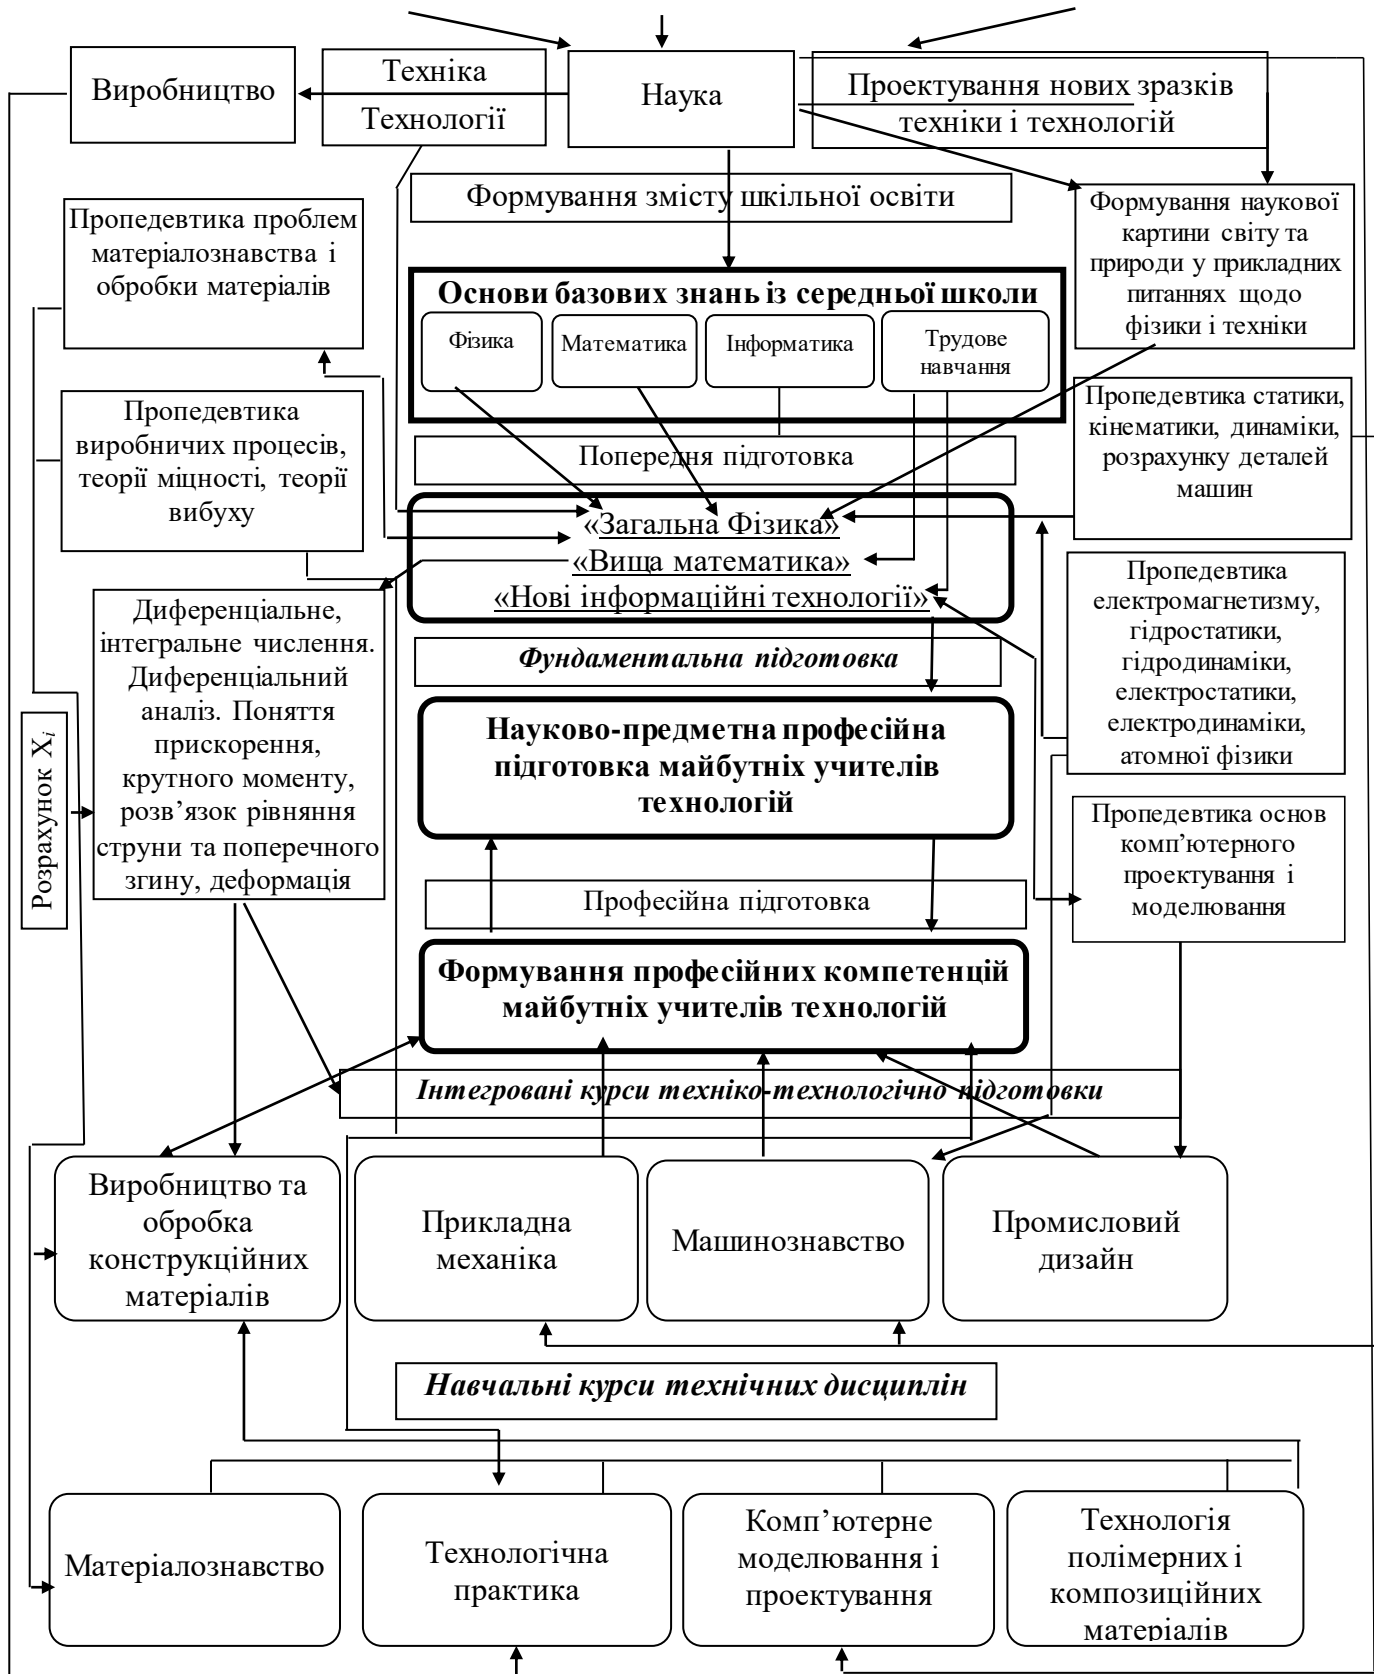 Виробництво
Техніка
Технології
Наука
Проектування нових зразків
техніки і технологій
Формування змісту шкільної освіти
Пропедевтика проблем
матеріалознавства і
обробки матеріалів
Формування наукової
картини світу та
природи у прикладних
питаннях щодо
фізики і техніки
Основи базових знань із середньої школи
Фізика
Математика
Інформатика
Трудове
навчання
Пропедевтика
виробничих процесів,
теорії міцності, теорії
вибуху
Попередня підготовка
Пропедевтика статики,
кінематики, динаміки,
розрахунку деталей
машин
«Загальна Фізика»
«Вища математика»
«Нові інформаційні технології»
Диференціальне,
інтегральне числення.
Диференціальний
аналіз. Поняття
прискорення,
крутного моменту,
розв’язок рівняння
струни та поперечного
згину, деформація
Пропедевтика
електромагнетизму,
гідростатики,
гідродинаміки,
електростатики,
електродинаміки,
атомної фізики
Фундаментальна підготовка
Розрахунок Xi
Науково-предметна професійна
підготовка майбутніх учителів
технологій
Пропедевтика основ
комп’ютерного
проектування і
моделювання
Професійна підготовка
Формування професійних компетенцій
майбутніх учителів технологій
Інтегровані курси техніко-технологічно підготовки
Виробництво та
обробка
конструкційних
матеріалів
Прикладна
механіка
Машинознавство
Промисловий
дизайн
Навчальні курси технічних дисциплін
Матеріалознавство
Технологічна
практика
Комп’ютерне
моделювання і
проектування
Технологія
полімерних і
композиційних
матеріалів